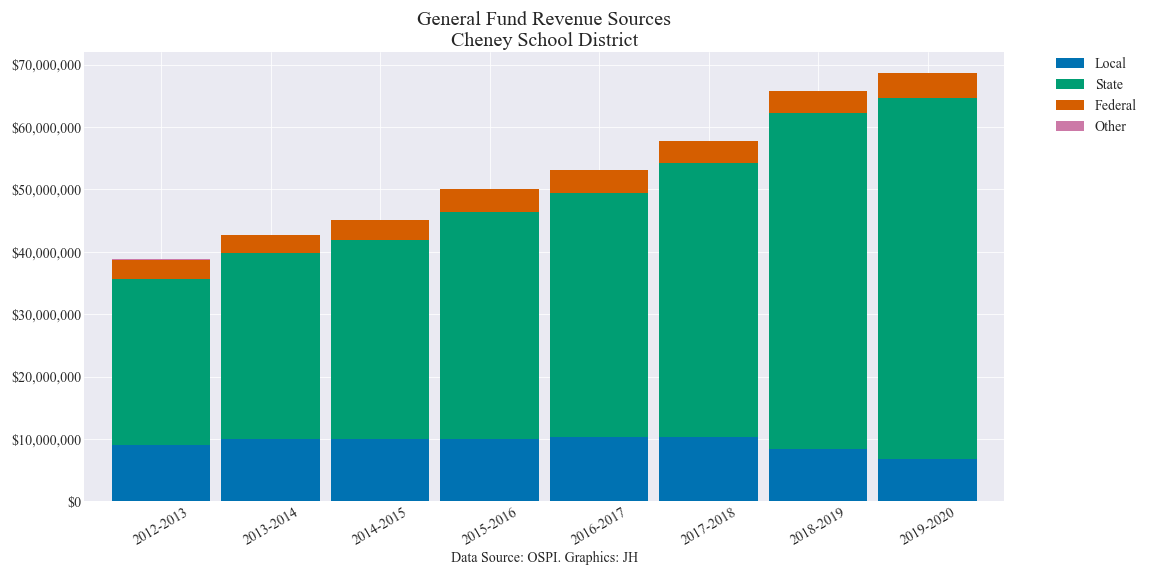 General Fund Revenue Sources
Cheney School District
$70,000,000
$60,000,000
$50,000,000
$40,000,000
$30,000,000
$20,000,000
$10,000,000
$0
2012-2013
2013-2014
2014-2015
2015-2016
2016-2017
2017-2018
2018-2019
2019-2020
Data Source: OSPI. Graphics: JH
Local
State
Federal
Other